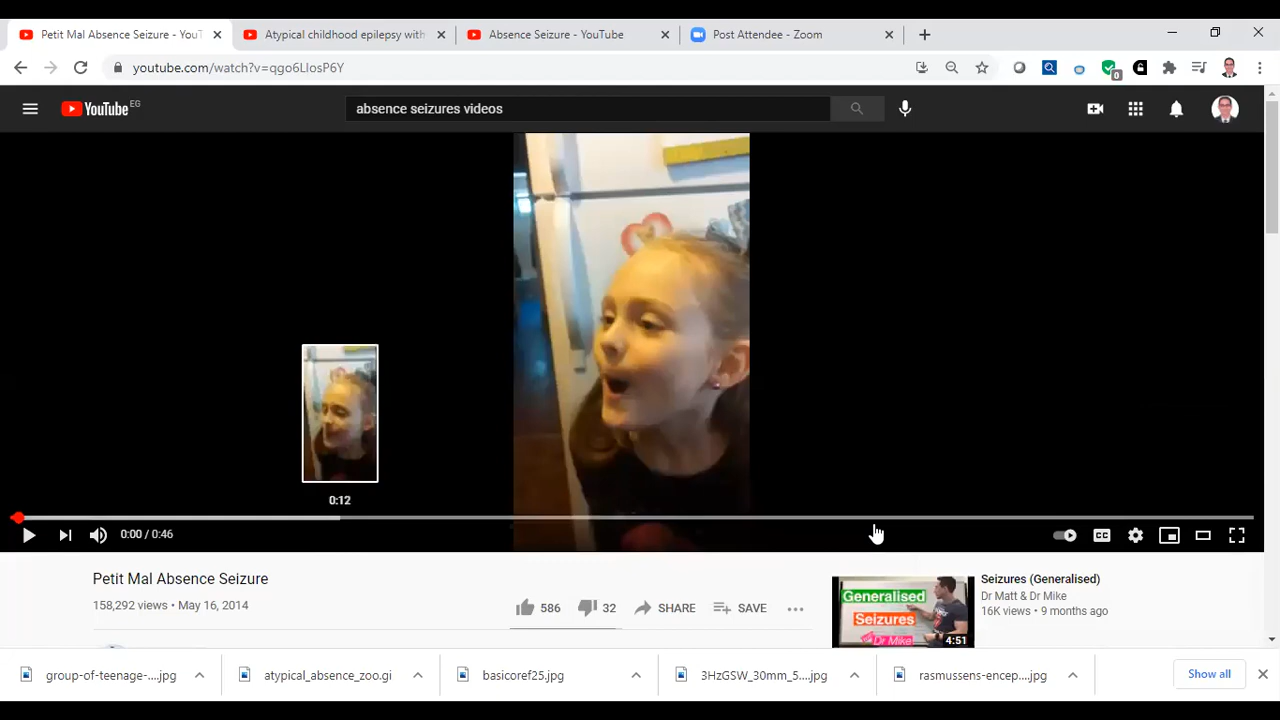 Petit Mal Absence Seizure - YouT
Atypical childhood epilepsy with
Absence Seizure - YouTube
Post Attendee - Zoom
youtube.com/watch?v=qgo6LlosP6Y
0
YouTube EG
absence seizures videos
0:12
0:00 / 0:46
CC
Petit Mal Absence Seizure
158,292 views • May 16, 2014
586
32
SHARE
SAVE
Generalised
Seizures
Dr Mike
4:51
Seizures (Generalised)
Dr Matt & Dr Mike
16K views • 9 months ago
group-of-teenage-....jpg
atypical_absence_zoo.gi
basicoref25.jpg
3HzGSW_30mm_5....jpg
rasmussens-encep....jpg
Show all